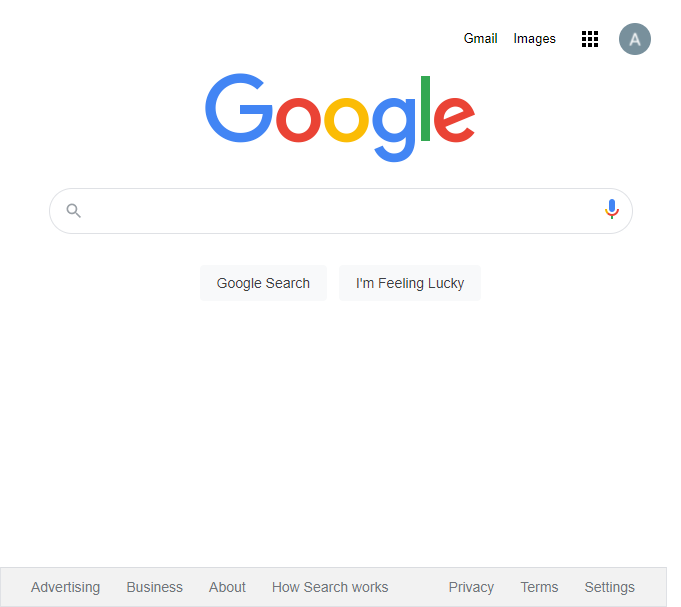 Gmail Images A
Google
Google Search I'm Feeling Lucky
Advertising Business About How Search works Privacy Terms Settings